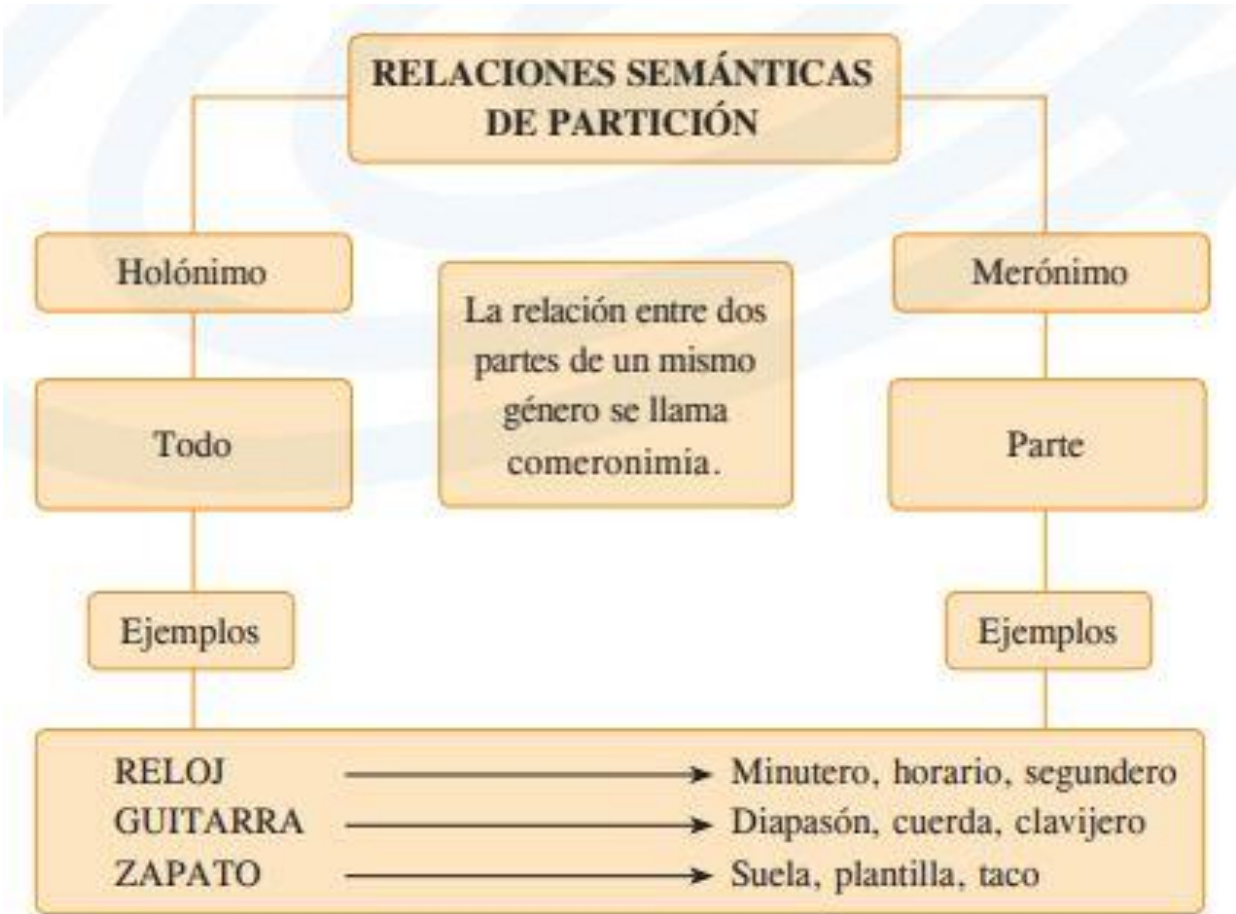 RELACIONES SEMÁNTICAS
DE PARTICIÓN
Holónimo
Merónimo
La relación entre dos
partes de un mismo
género se llama
comeronimia.
Todo
Parte
Ejemplos
Ejemplos
RELOJ Minutero, horario, segundero
GUITARRA Diapasón, cuerda, clavijero
ZAPATO Suela, plantilla, taco